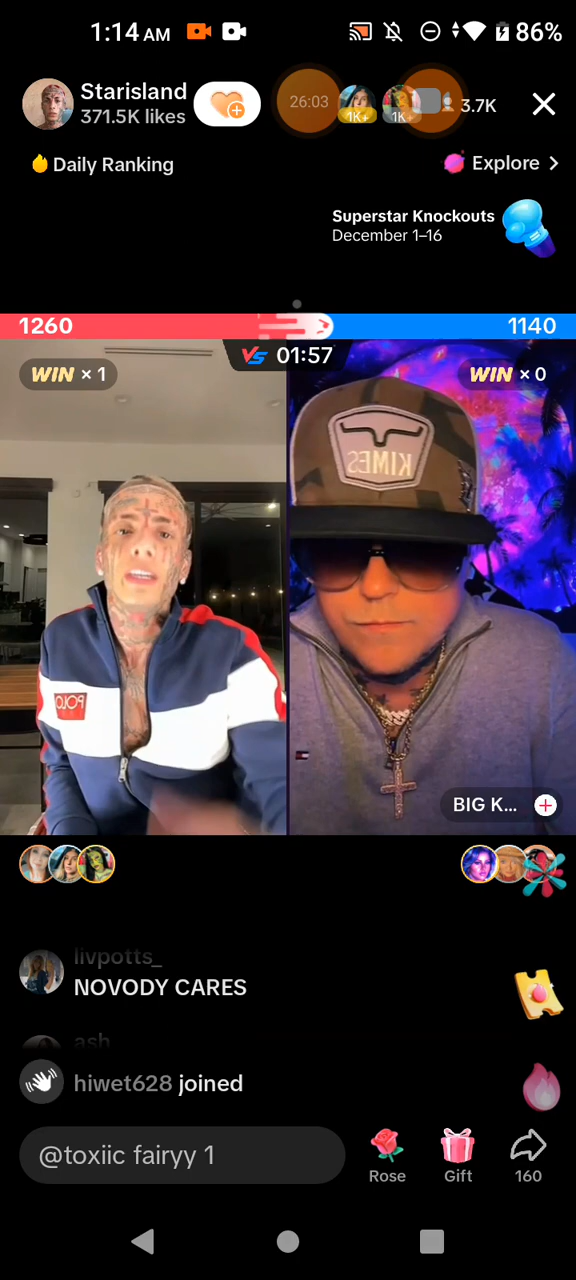 1:14 AM
86%
Starisland
371.5K likes
26:03
1K+
1K+
3.7K
Daily Ranking
Explore >
Superstar Knockouts
December 1–16
1260
1140
VS 01:57
WIN × 1
WIN × 0
KIMES
POLO
BIG K...
livpotts_
NOVODY CARES
ash
hiwet628 joined
@toxiic fairyy 1
Rose
Gift
160